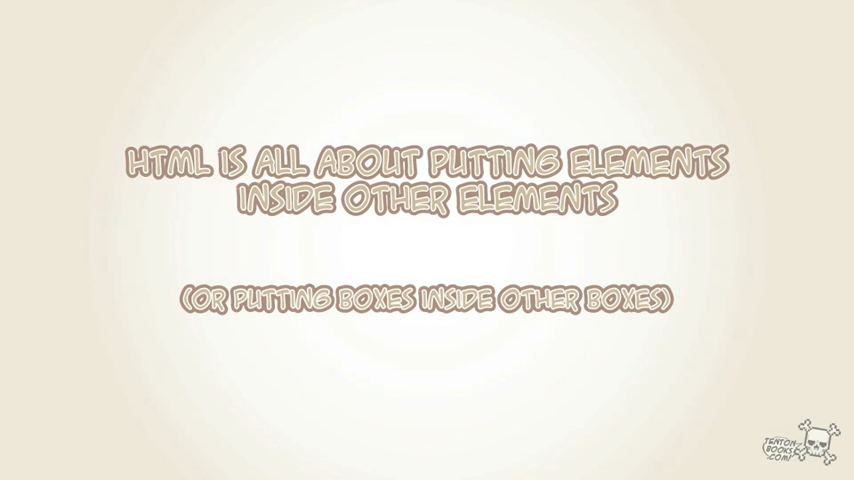 HTML IS ALL ABOUT PUTTING ELEMENTS
INSIDE OTHER ELEMENTS
(OR PUTTING BOXES INSIDE OTHER BOXES)
TENTON
BOOKS
.COM!